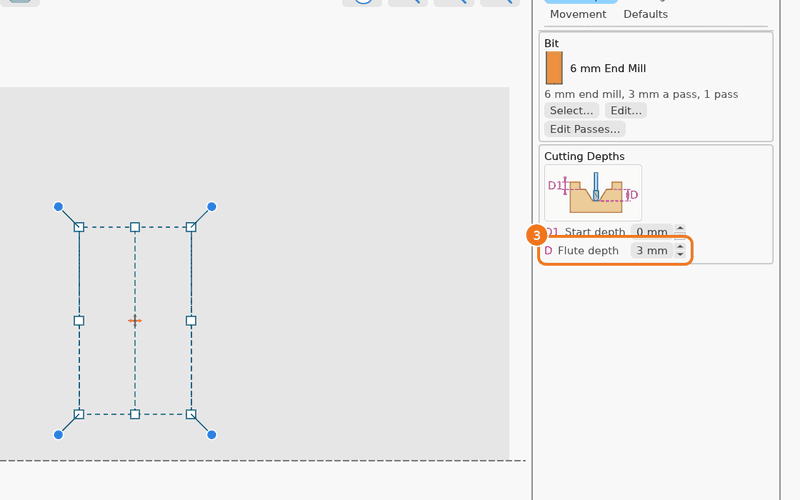 Movement Defaults
Bit
6 mm End Mill
6 mm end mill, 3 mm a pass, 1 pass
Select... Edit...
Edit Passes...
Cutting Depths
D1
D
D1 Start depth 0 mm
3
D Flute depth 3 mm